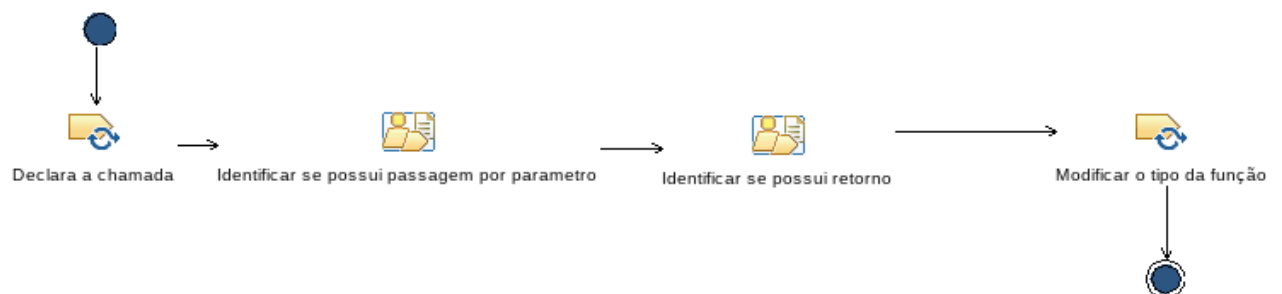 Declara a chamada
Identificar se possui passagem por parametro
Identificar se possui retorno
Modificar o tipo da função